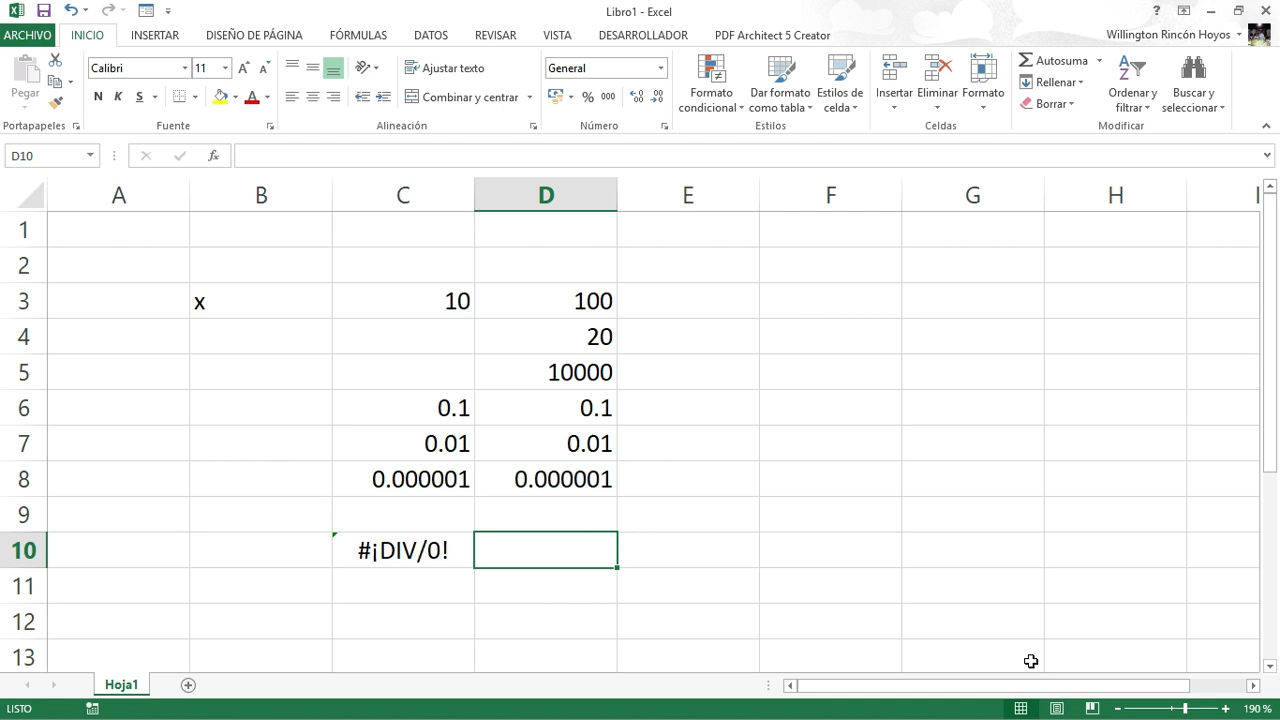 Libro1 - Excel
ARCHIVO INICIO INSERTAR DISEÑO DE PÁGINA FÓRMULAS DATOS REVISAR VISTA DESARROLLADOR PDF Architect 5 Creator Willington Rincón Hoyos
Calibri 11 Ajustar texto General Autosuma
Pegar N K S Combinar y centrar % 000 Formato condicional Dar formato como tabla Estilos de celda Insertar Eliminar Formato Rellenar Borrar Ordenar y filtrar Buscar y seleccionar
Portapapeles Fuente Alineación Número Estilos Celdas Modificar
D10 fx
A B C D E F G H I
1
2
3 x 10 100
4 20
5 10000
6 0.1 0.1
7 0.01 0.01
8 0.000001 0.000001
9
10 #¡DIV/0!
11
12
13
Hoja1
LISTO 190 %